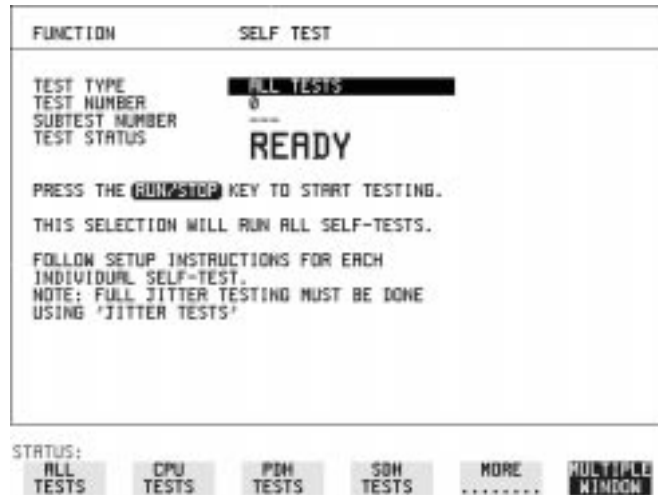 FUNCTION SELF TEST
TEST TYPE ALL TESTS
TEST NUMBER 0
SUBTEST NUMBER ---
TEST STATUS READY
PRESS THE RUN/STOP KEY TO START TESTING.
THIS SELECTION WILL RUN ALL SELF-TESTS.
FOLLOW SETUP INSTRUCTIONS FOR EACH
INDIVIDUAL SELF-TEST.
NOTE: FULL JITTER TESTING MUST BE DONE
USING 'JITTER TESTS'
STATUS:
ALL TESTS
CPU TESTS
PDH TESTS
SDH TESTS
MORE ........
MULTIPLE WINDOW